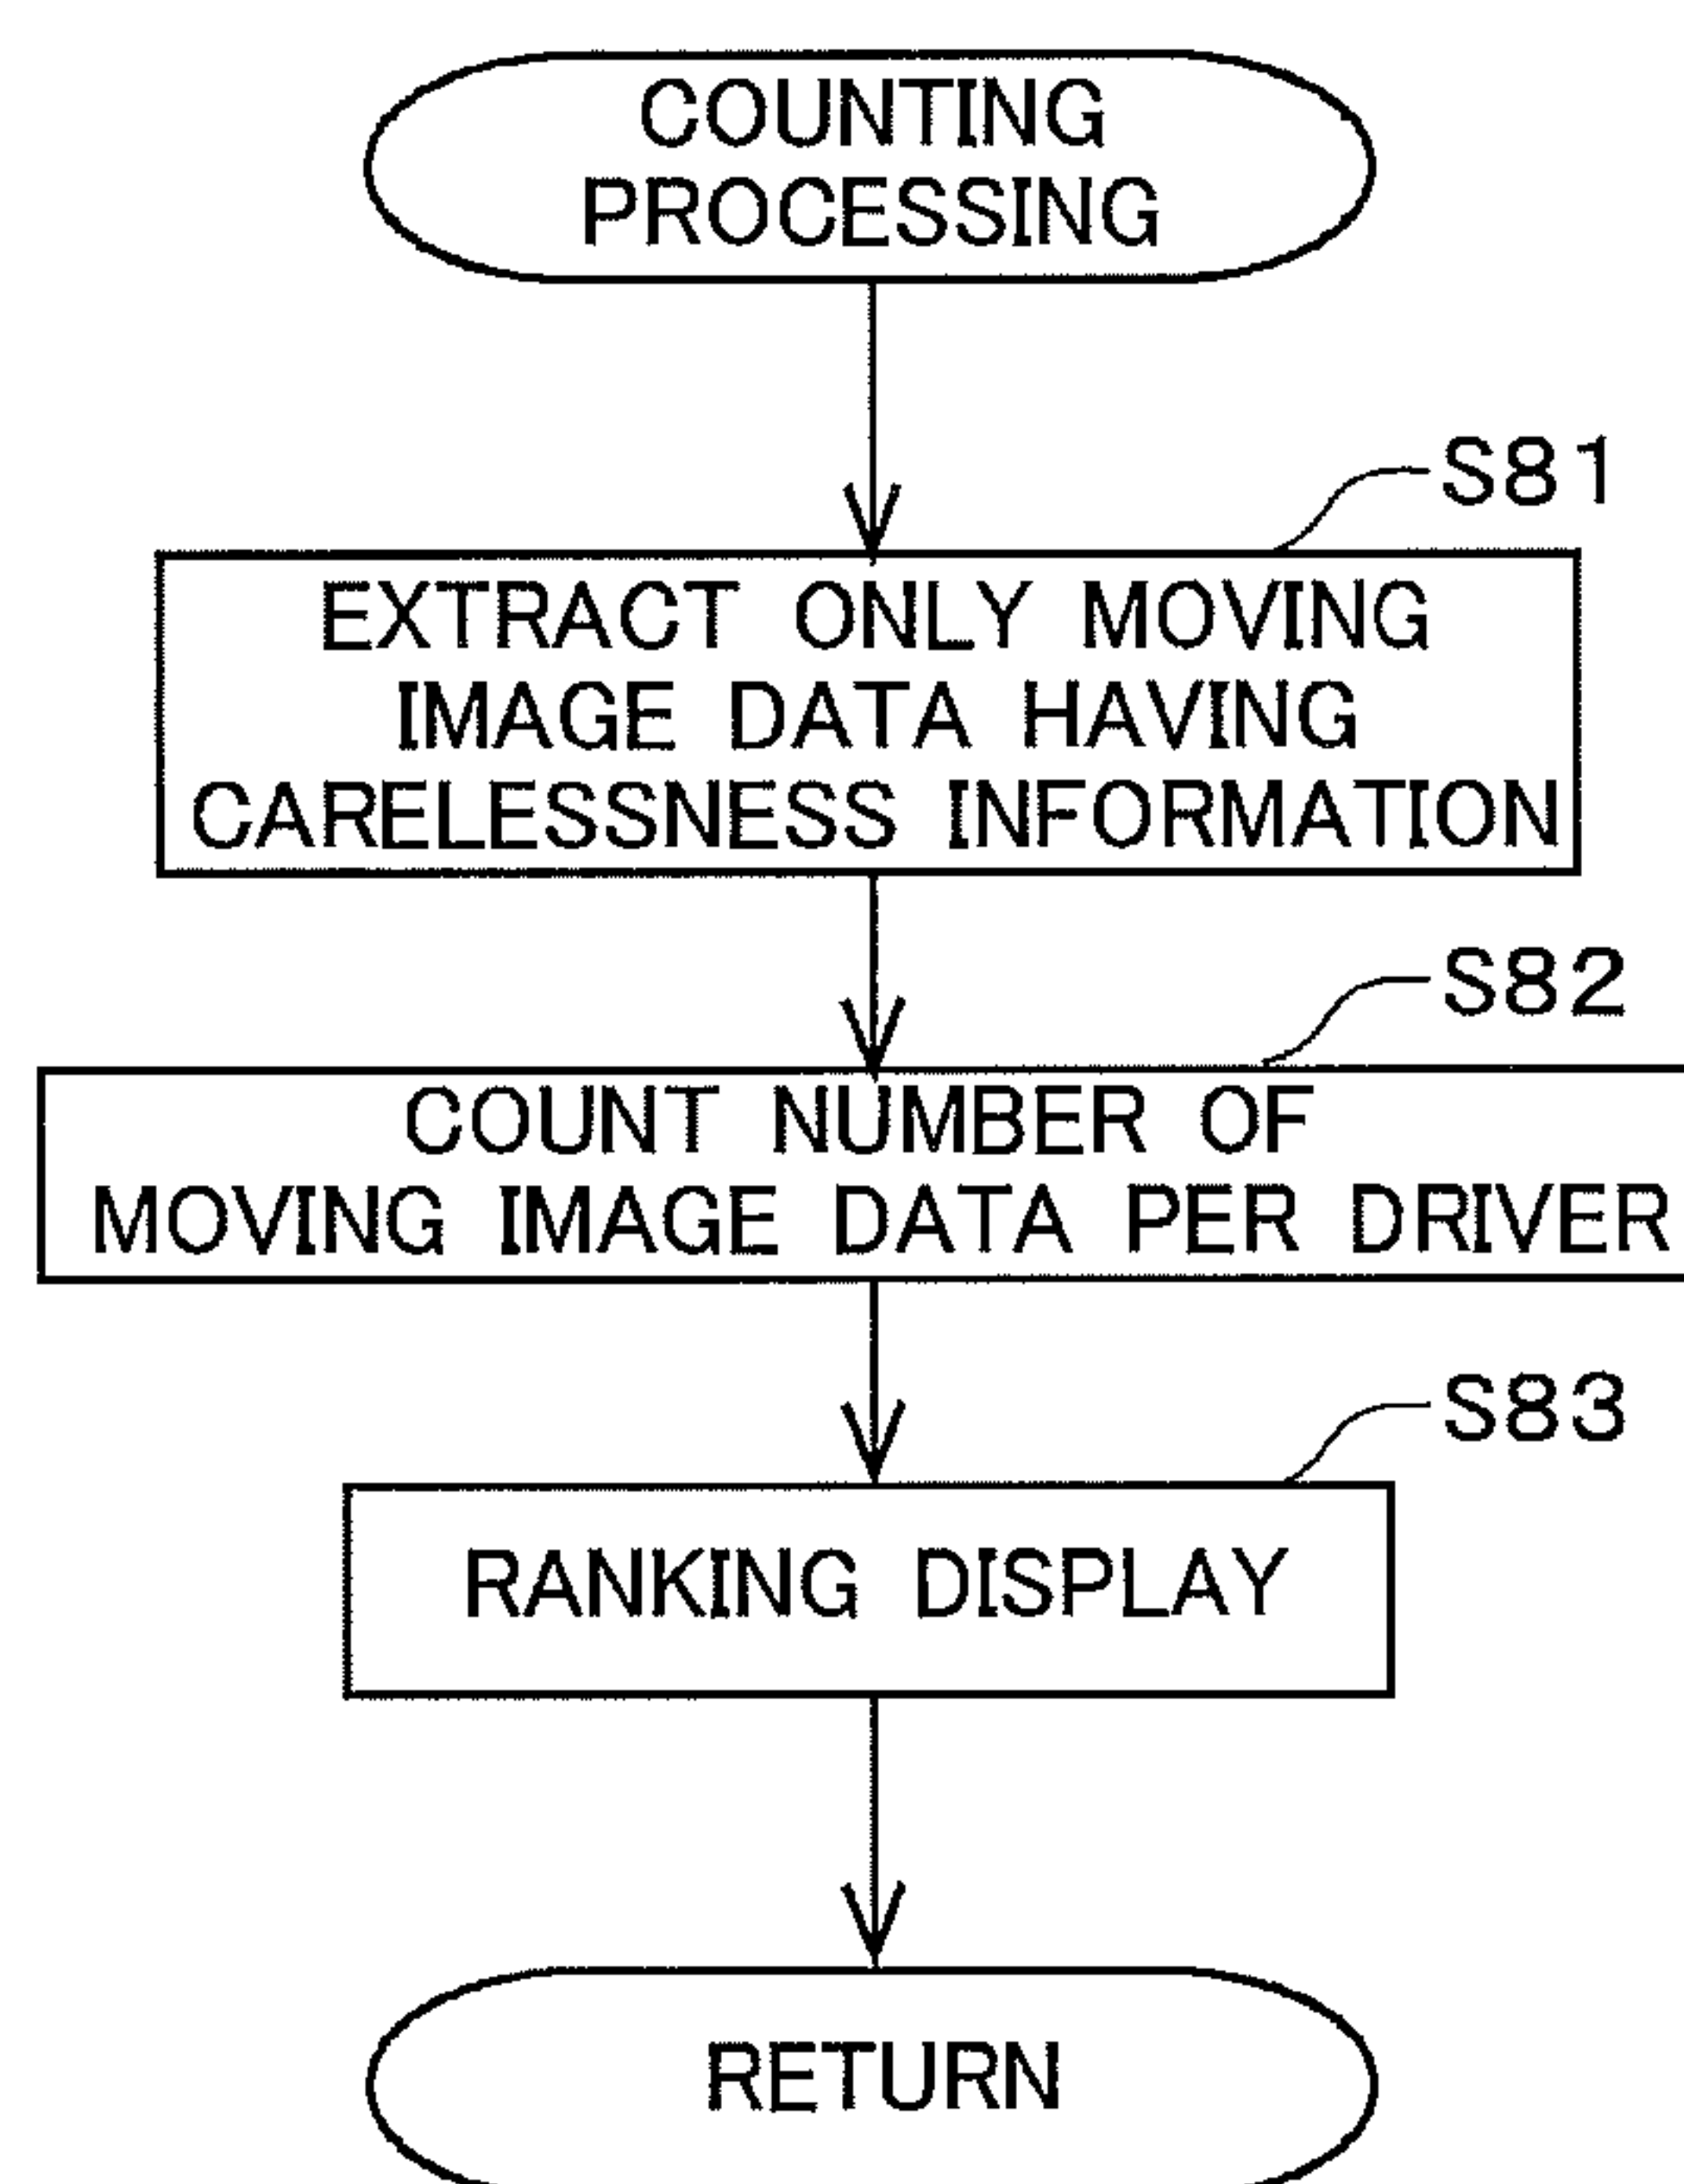 COUNTING
PROCESSING
S81
EXTRACT ONLY MOVING
IMAGE DATA HAVING
CARELESSNESS INFORMATION
S82
COUNT NUMBER OF
MOVING IMAGE DATA PER DRIVER
S83
RANKING DISPLAY
RETURN